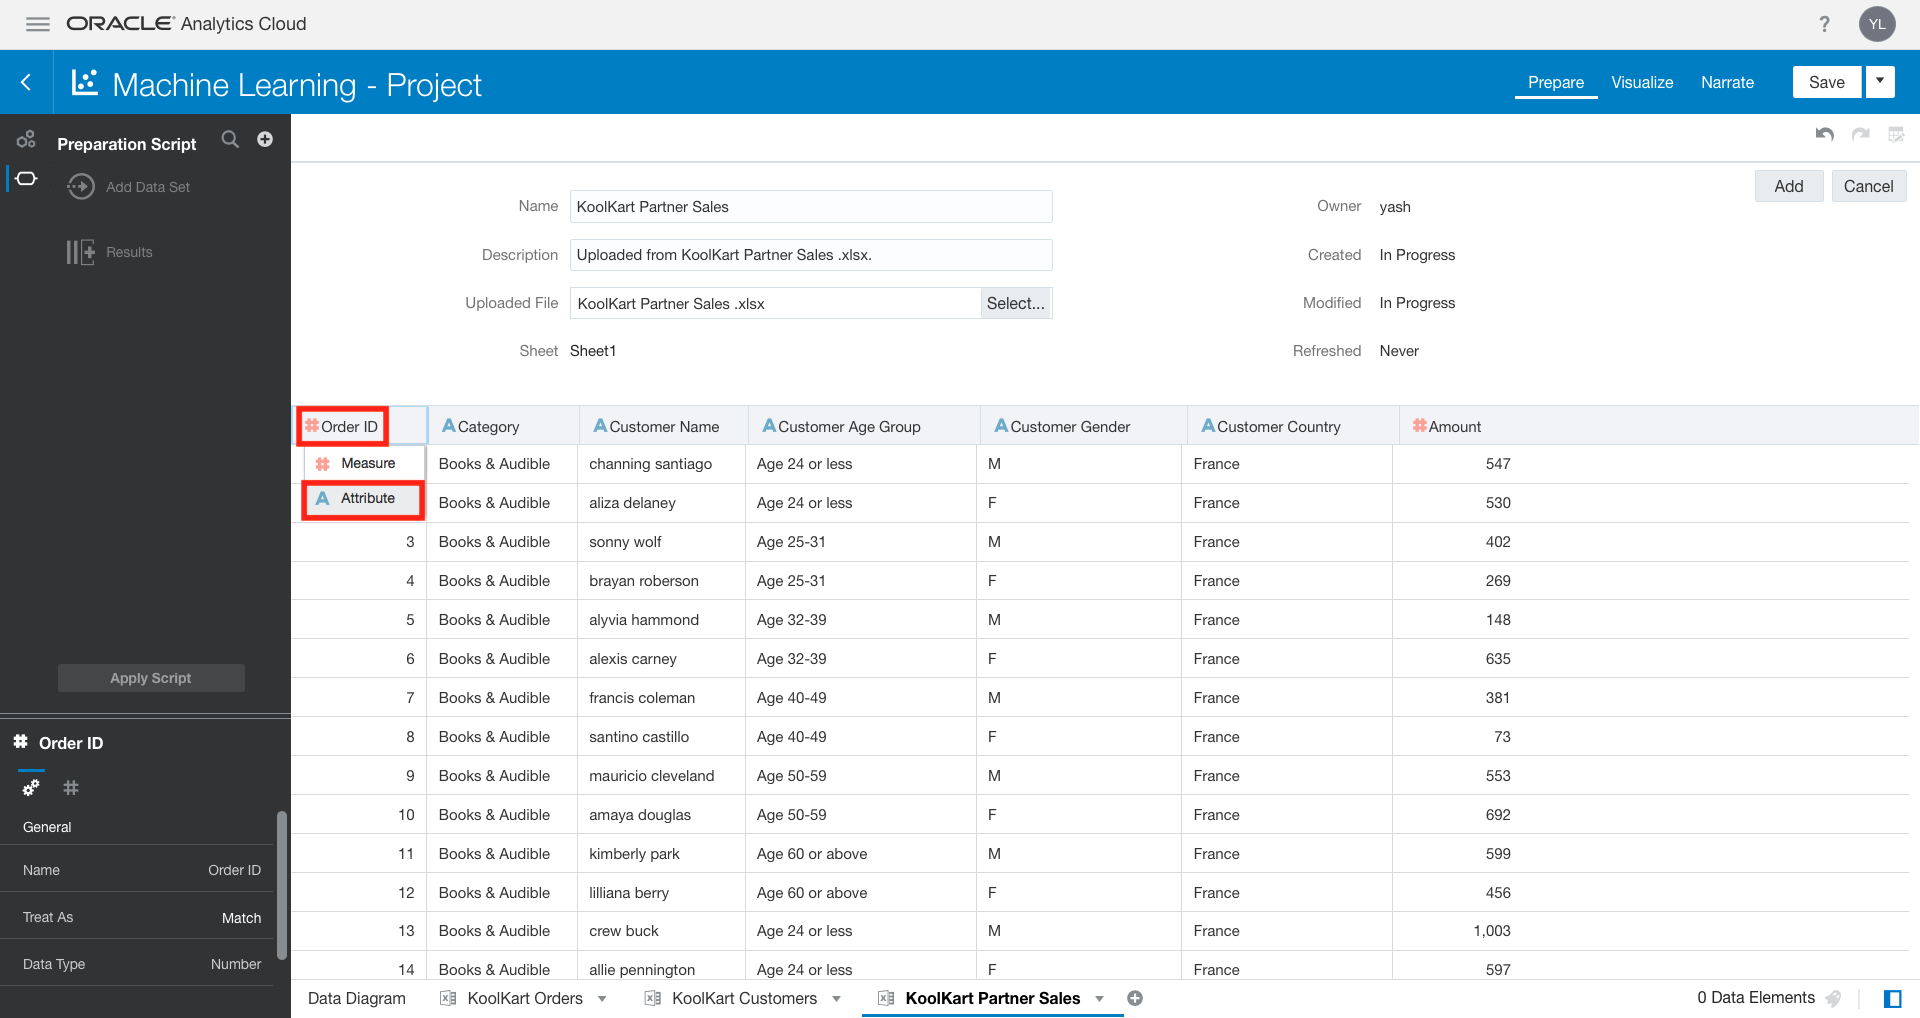 ORACLE Analytics Cloud
? YL
Machine Learning - Project
Prepare Visualize Narrate Save
Preparation Script
Add Data Set
Results
Apply Script
Add Cancel
Name KoolKart Partner Sales Owner yash
Description Uploaded from KoolKart Partner Sales .xlsx. Created In Progress
Uploaded File KoolKart Partner Sales .xlsx Select... Modified In Progress
Sheet Sheet1 Refreshed Never
Order ID Category Customer Name Customer Age Group Customer Gender Customer Country Amount
Measure Books & Audible channing santiago Age 24 or less M France 547
Attribute Books & Audible aliza delaney Age 24 or less F France 530
3 Books & Audible sonny wolf Age 25-31 M France 402
4 Books & Audible brayan roberson Age 25-31 F France 269
5 Books & Audible alyvia hammond Age 32-39 M France 148
6 Books & Audible alexis carney Age 32-39 F France 635
7 Books & Audible francis coleman Age 40-49 M France 381
8 Books & Audible santino castillo Age 40-49 F France 73
9 Books & Audible mauricio cleveland Age 50-59 M France 553
10 Books & Audible amaya douglas Age 50-59 F France 692
11 Books & Audible kimberly park Age 60 or above M France 599
12 Books & Audible lilliana berry Age 60 or above F France 456
13 Books & Audible crew buck Age 24 or less M France 1,003
14 Books & Audible allie pennington Age 24 or less F France 597
Order ID
General
Name Order ID
Treat As Match
Data Type Number
Data Diagram KoolKart Orders KoolKart Customers KoolKart Partner Sales 0 Data Elements